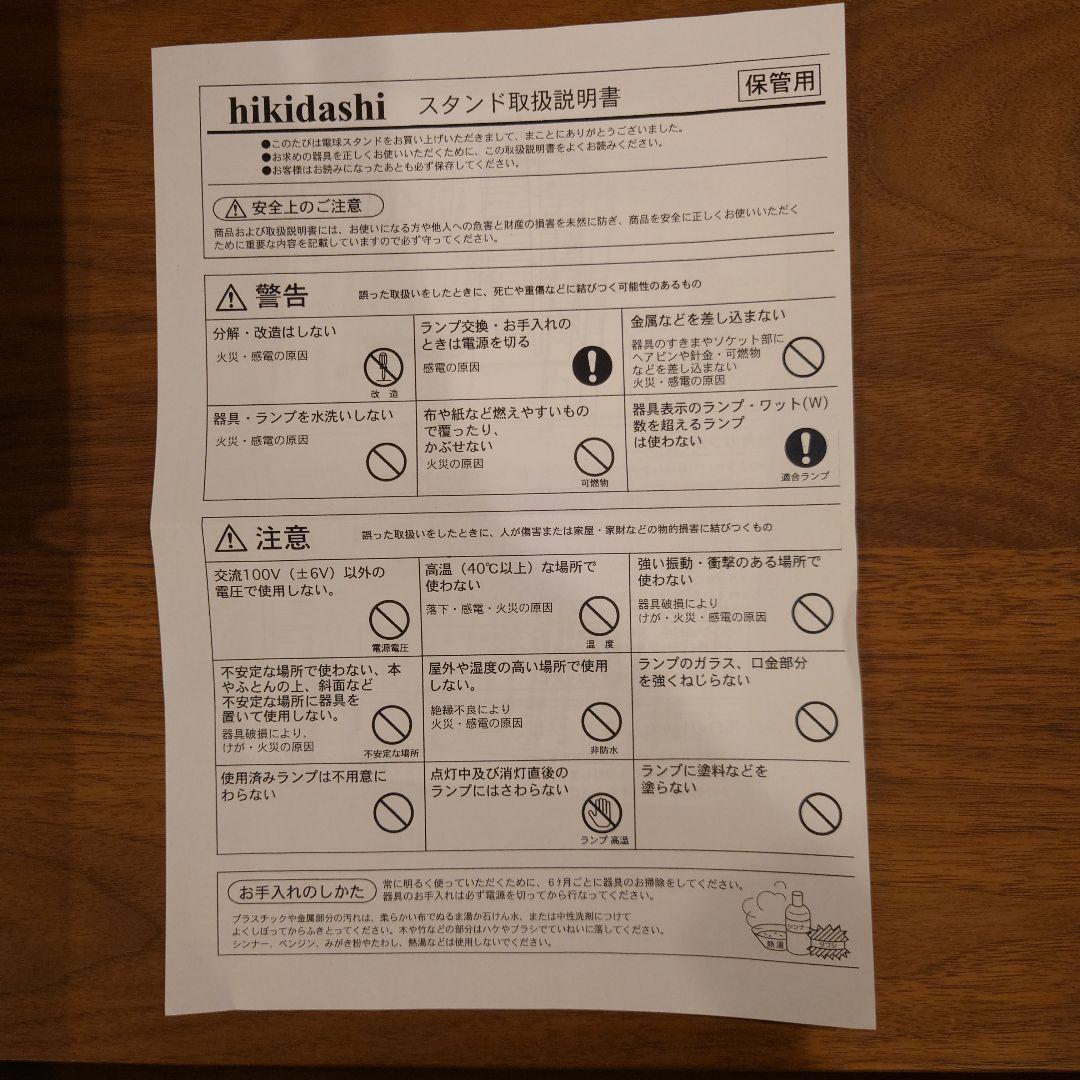 hikidashi スタンド取扱説明書 保管用
●このたびは電球スタンドをお買い上げいただきまして、まことにありがとうございました。
●お求めの器具を正しくお使いいただくために、この取扱説明書をよくお読みください。
●お客様はお読みになったあとも必ず保存してください。
安全上のご注意
商品および取扱説明書には、お使いになる方や他人への危害と財産の損害を未然に防ぎ、商品を安全に正しくお使いいただく
ために重要な内容を記載していますので必ず守ってください。
警告 誤った取扱いをしたときに、死亡や重傷などに結びつく可能性のあるもの
分解・改造はしない
火災・感電の原因
改 造
ランプ交換・お手入れの
ときは電源を切る
感電の原因
金属などを差し込まない
器具のすきまやソケット部に
ヘアピンや針金・可燃物
などを差し込まない
火災・感電の原因
器具・ランプを水洗いしない
火災・感電の原因
布や紙など燃えやすいもの
で覆ったり、
かぶせない
火災の原因
可燃物
器具表示のランプ・ワット(W)
数を超えるランプ
は使わない
適合ランプ
注意 誤った取扱いをしたときに、人が傷害または家屋・家財などの物的損害に結びつくもの
交流100V（±6V）以外の
電圧で使用しない。
電源電圧
高温（40℃以上）な場所で
使わない
落下・感電・火災の原因
温 度
強い振動・衝撃のある場所で
使わない
器具破損により
けが・火災・感電の原因
不安定な場所で使わない、本
やふとんの上、斜面など
不安定な場所に器具を
置いて使用しない。
器具破損により、
けが・火災の原因
不安定な場所
屋外や湿度の高い場所で使用
しない。
絶縁不良により
火災・感電の原因
非防水
ランプのガラス、口金部分
を強くねじらない
使用済みランプは不用意に
わらない
点灯中及び消灯直後の
ランプにはさわらない
ランプ高温
ランプに塗料などを
塗らない
お手入れのしかた
常に明るく使っていただくために、6ケ月ごとに器具のお掃除をしてください。
器具のお手入れは必ず電源を切ってから行なってください。
プラスチックや金属部分の汚れは、柔らかい布でぬるま湯か石けん水、または中性洗剤につけて
よくしぼってからふきとってください。木や竹などの部分はハケやブラシでていねいに落してください。
シンナー、ベンジン、みがき粉やたわし、熱湯などは使用しないでください。
熱湯
シンナー